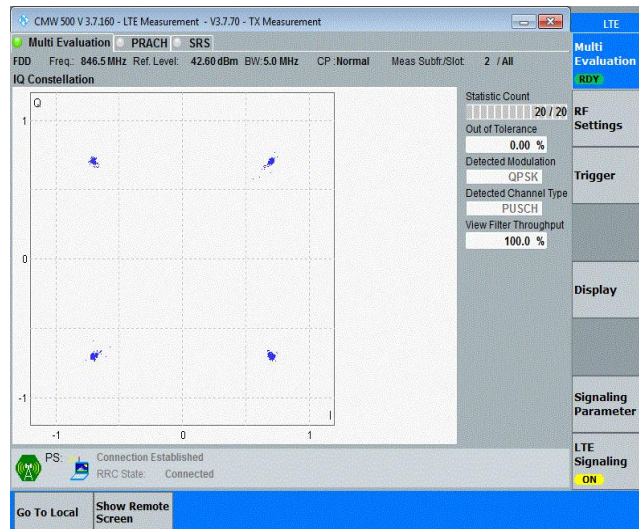 CMW 500 V 3.7.160 - LTE Measurement - V3.7.70 - TX Measurement
LTE
Multi Evaluation PRACH SRS
FDD Freq.: 846.5 MHz Ref. Level: 42.60 dBm BW: 5.0 MHz CP :Normal Meas Subfr./Slot: 2 / All
IQ Constellation
Q
1
0
-1
-1 0 1
I
Statistic Count
20 / 20
Out of Tolerance
0.00 %
Detected Modulation
QPSK
Detected Channel Type
PUSCH
View Filter Throughput
100.0 %
Multi
Evaluation
RDY
RF
Settings
Trigger
Display
Signaling
Parameter
LTE
Signaling
ON
PS: Connection Established
RRC State: Connected
Go To Local
Show Remote
Screen